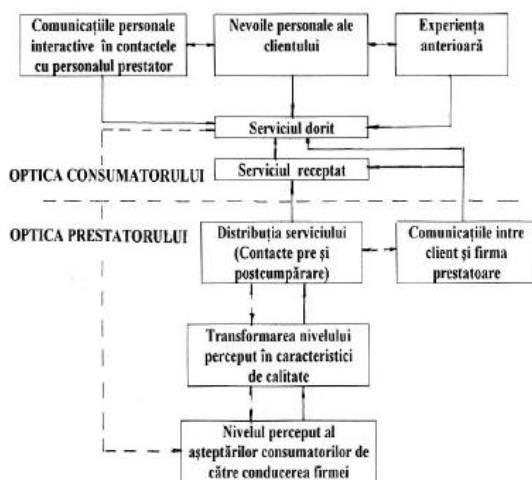 Comunicațiile personale
interactive în contactele
cu personalul prestator
Nevoile personale ale
clientului
Experiența
anterioară
Serviciul dorit
Serviciul receptat
OPTICA CONSUMATORULUI
OPTICA PRESTATORULUI
Distribuția serviciului
(Contacte pre și
postcumpărare)
Comunicațiile intre
client și firma
prestatoare
Transformarea nivelului
perceput în caracteristici
de calitate
Nivelul perceput al
așteptărilor consumatorilor de
către conducerea firmei